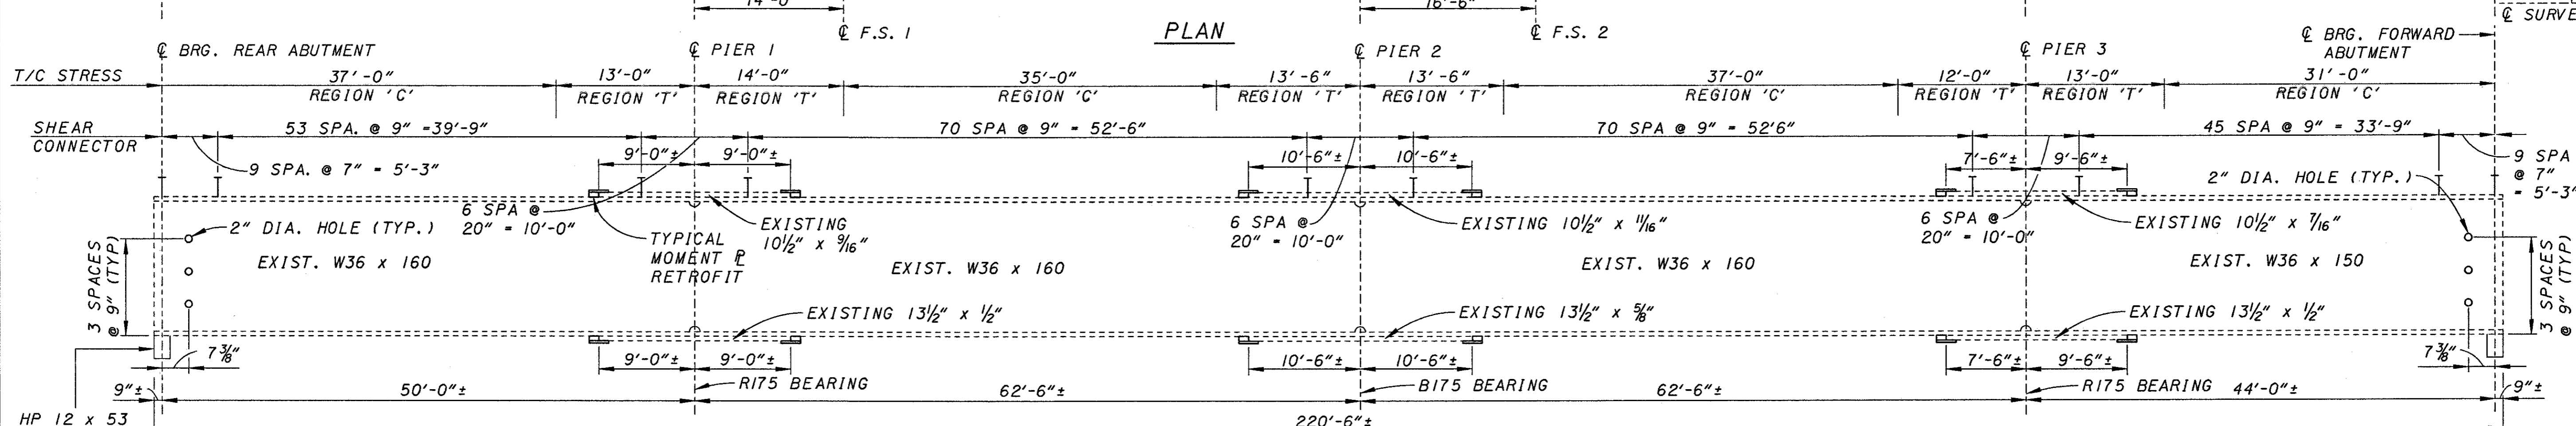 14'-0"
16'-6"
℄ SURVE
℄ F.S. 1
PLAN
℄ F.S. 2
℄ BRG. FORWARD
ABUTMENT
℄ BRG. REAR ABUTMENT
℄ PIER 1
℄ PIER 2
℄ PIER 3
T/C STRESS
37'-0"
13'-0"
14'-0"
35'-0"
13'-6"
13'-6"
37'-0"
12'-0"
13'-0"
31'-0"
REGION 'C'
REGION 'T'
REGION 'T'
REGION 'C'
REGION 'T'
REGION 'T'
REGION 'C'
REGION 'T'
REGION 'T'
REGION 'C'
SHEAR
CONNECTOR
53 SPA. @ 9" =39'-9"
70 SPA @ 9" = 52'-6"
70 SPA @ 9" = 52'6"
45 SPA @ 9" = 33'-9"
9 SPA. @ 7" = 5'-3"
9'-0"±
9'-0"±
10'-6"±
10'-6"±
7'-6"±
9'-6"±
9 SPA
@ 7"
= 5'-3"
2" DIA. HOLE (TYP.)
2" DIA. HOLE (TYP.)
6 SPA @
20" = 10'-0"
TYPICAL
MOMENT ℙ
RETROFIT
EXISTING
10½" x 9/16"
6 SPA @
20" = 10'-0"
EXISTING 10½" x 11/16"
6 SPA @
20" = 10'-0"
EXISTING 10½" x 7/16"
3 SPACES
@ 9" (TYP)
EXIST. W36 x 160
EXIST. W36 x 160
EXIST. W36 x 160
EXIST. W36 x 150
3 SPACES
@ 9" (TYP)
EXISTING 13½" x ½"
EXISTING 13½" x ⅝"
EXISTING 13½" x ½"
7⅜"
9'-0"±
9'-0"±
10'-6"±
10'-6"±
7'-6"±
9'-6"±
7⅜"
R175 BEARING
B175 BEARING
R175 BEARING
9"±
50'-0"±
62'-6"±
62'-6"±
44'-0"±
9"±
HP 12 x 53
220'-6"±